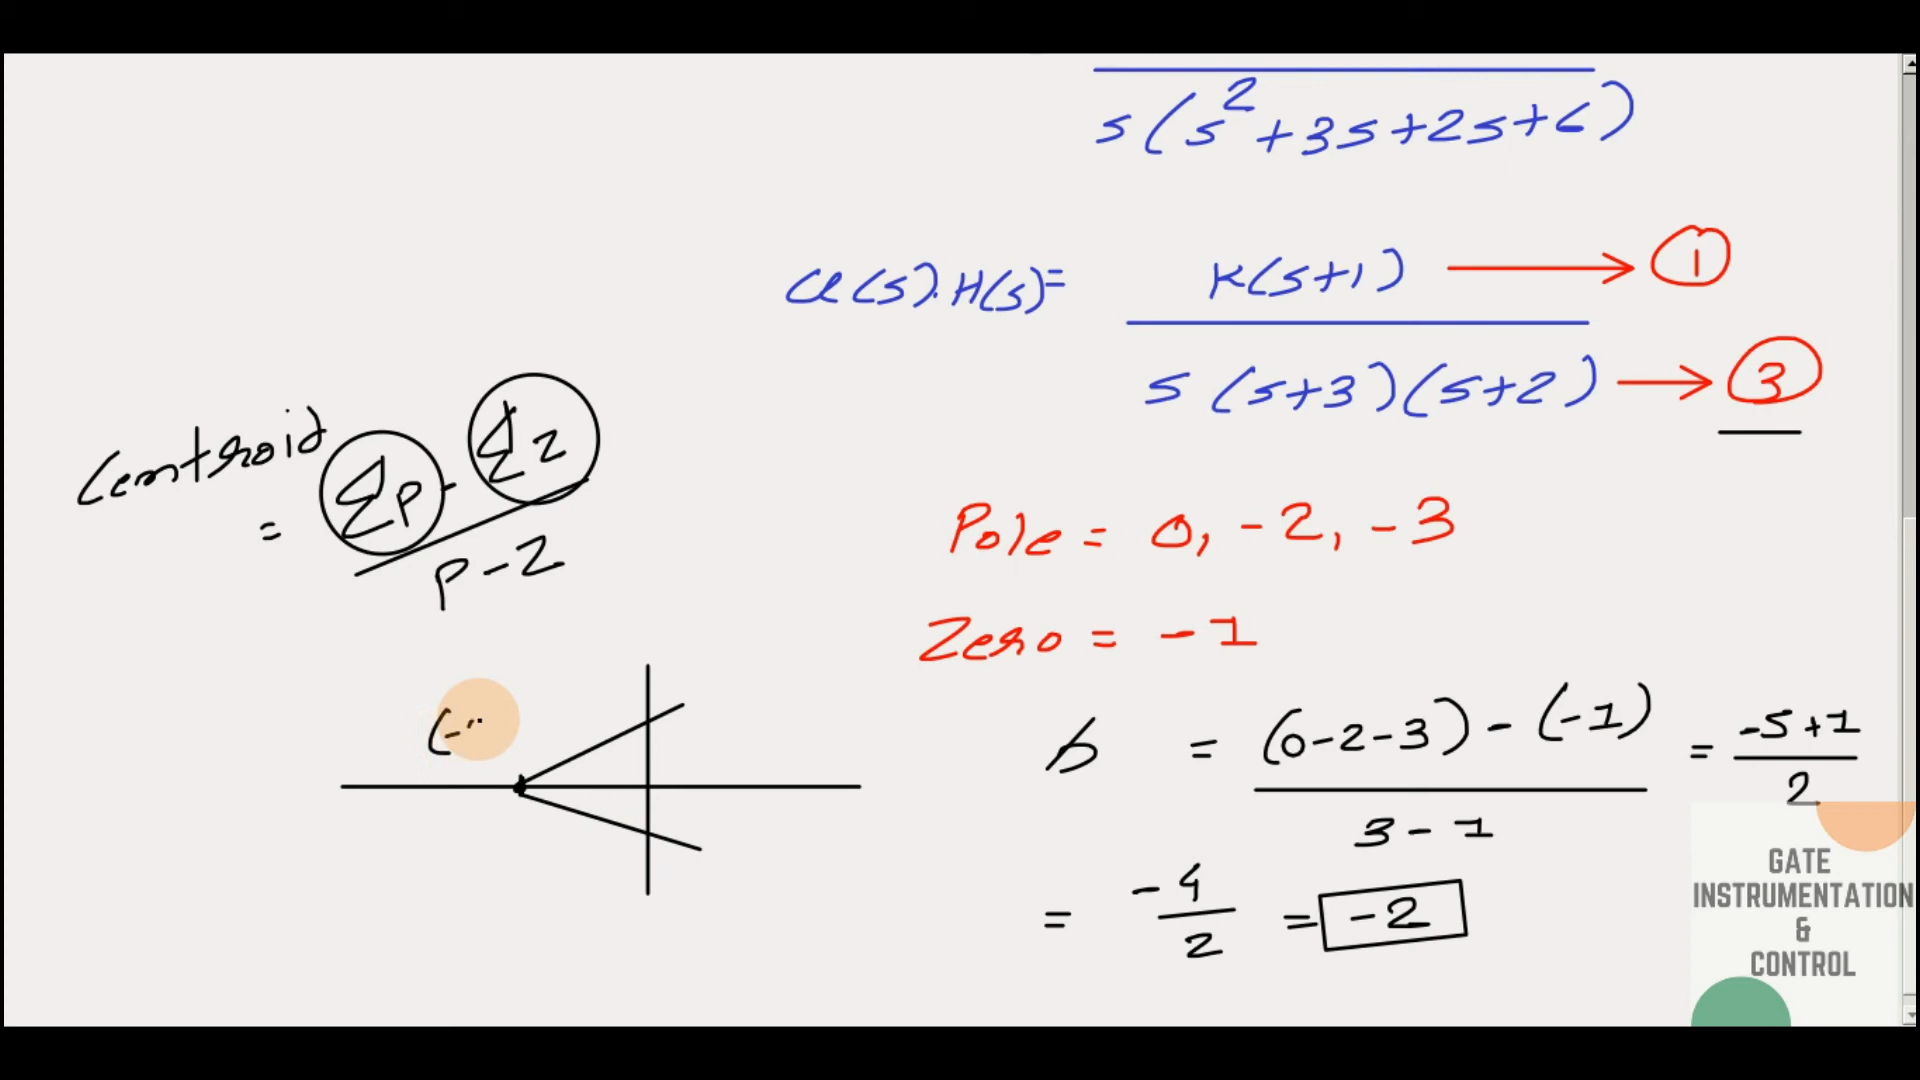 s(s²+3s+2s+6)
G(s).H(s)= K(s+1) → 1
s(s+3)(s+2) → 3
Centroid
= Σp - Σz
p-z
Pole = 0, -2, -3
Zero = -1
(-
σ = (0-2-3) - (-1) = -5+1
3-1 2
= -4 = -2
2
GATE
INSTRUMENTATION
&
CONTROL